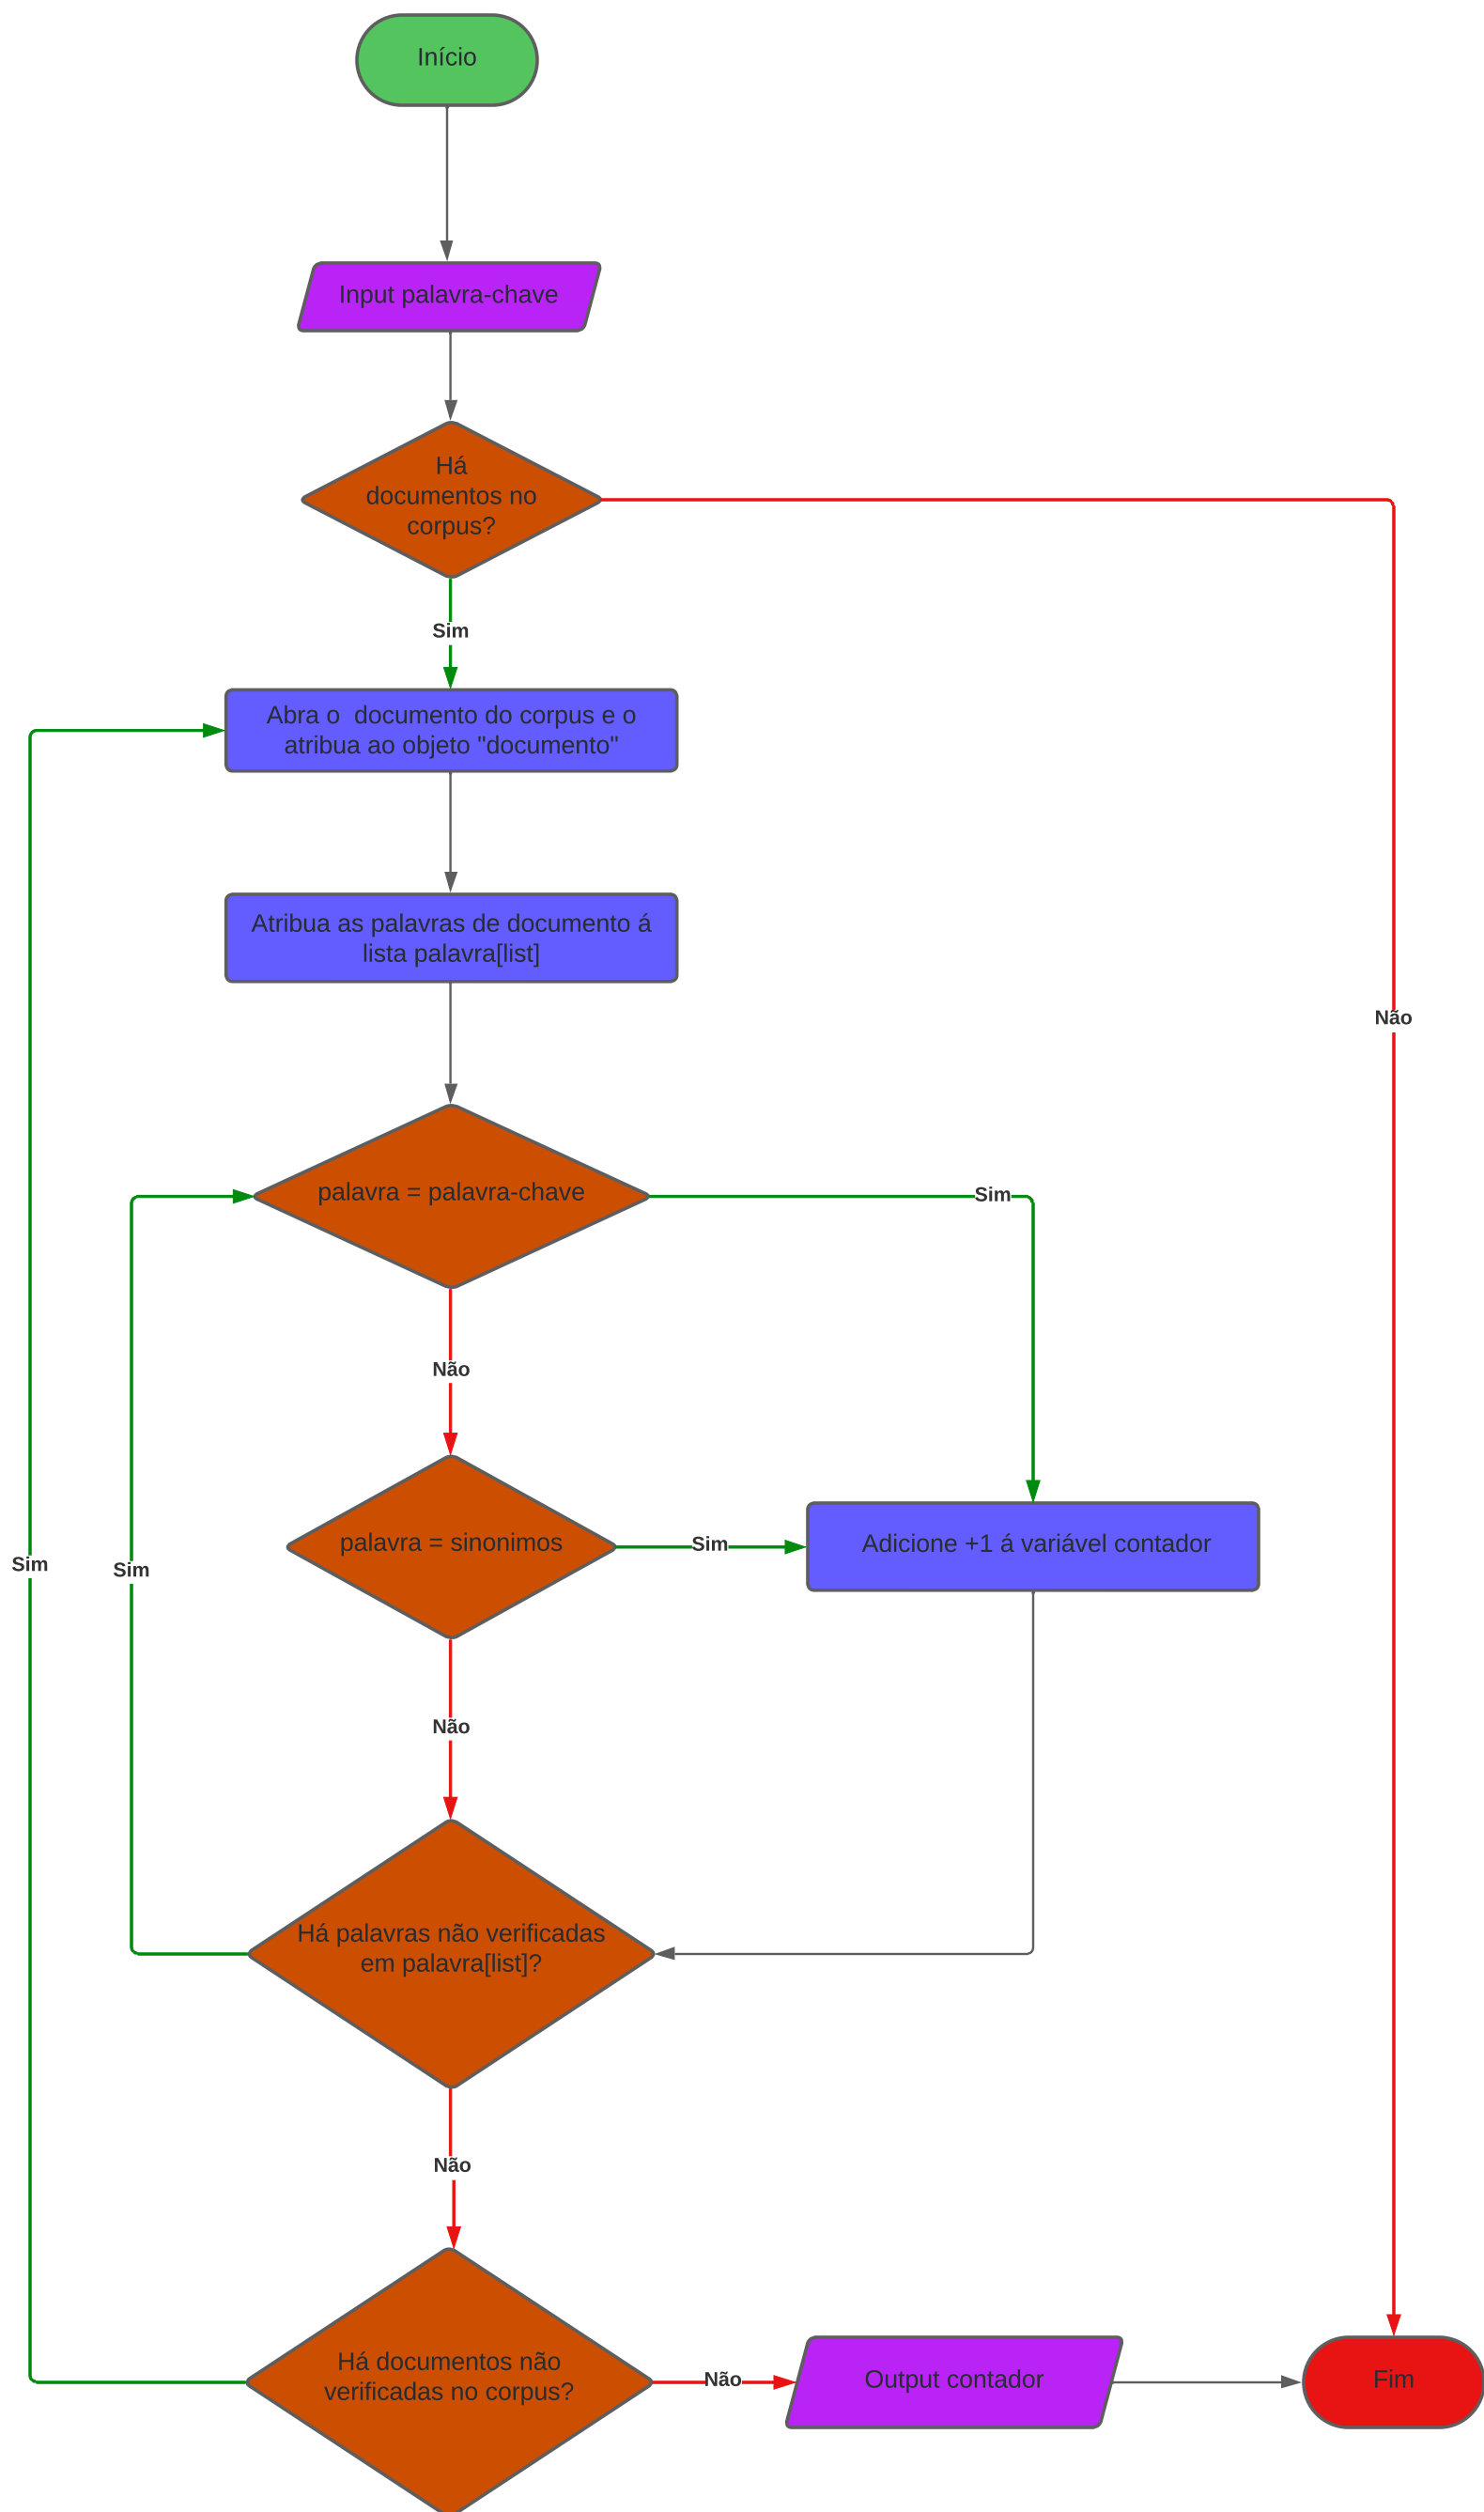 Início
Input palavra-chave
Há
documentos no
corpus?
Sim
Abra o  documento do corpus e o
atribua ao objeto "documento"
Atribua as palavras de documento á
lista palavra[list]
Não
palavra = palavra-chave
Sim
Não
palavra = sinonimos
Sim
Adicione +1 á variável contador
Sim
Sim
Não
Há palavras não verificadas
em palavra[list]?
Não
Há documentos não
verificadas no corpus?
Não
Output contador
Fim